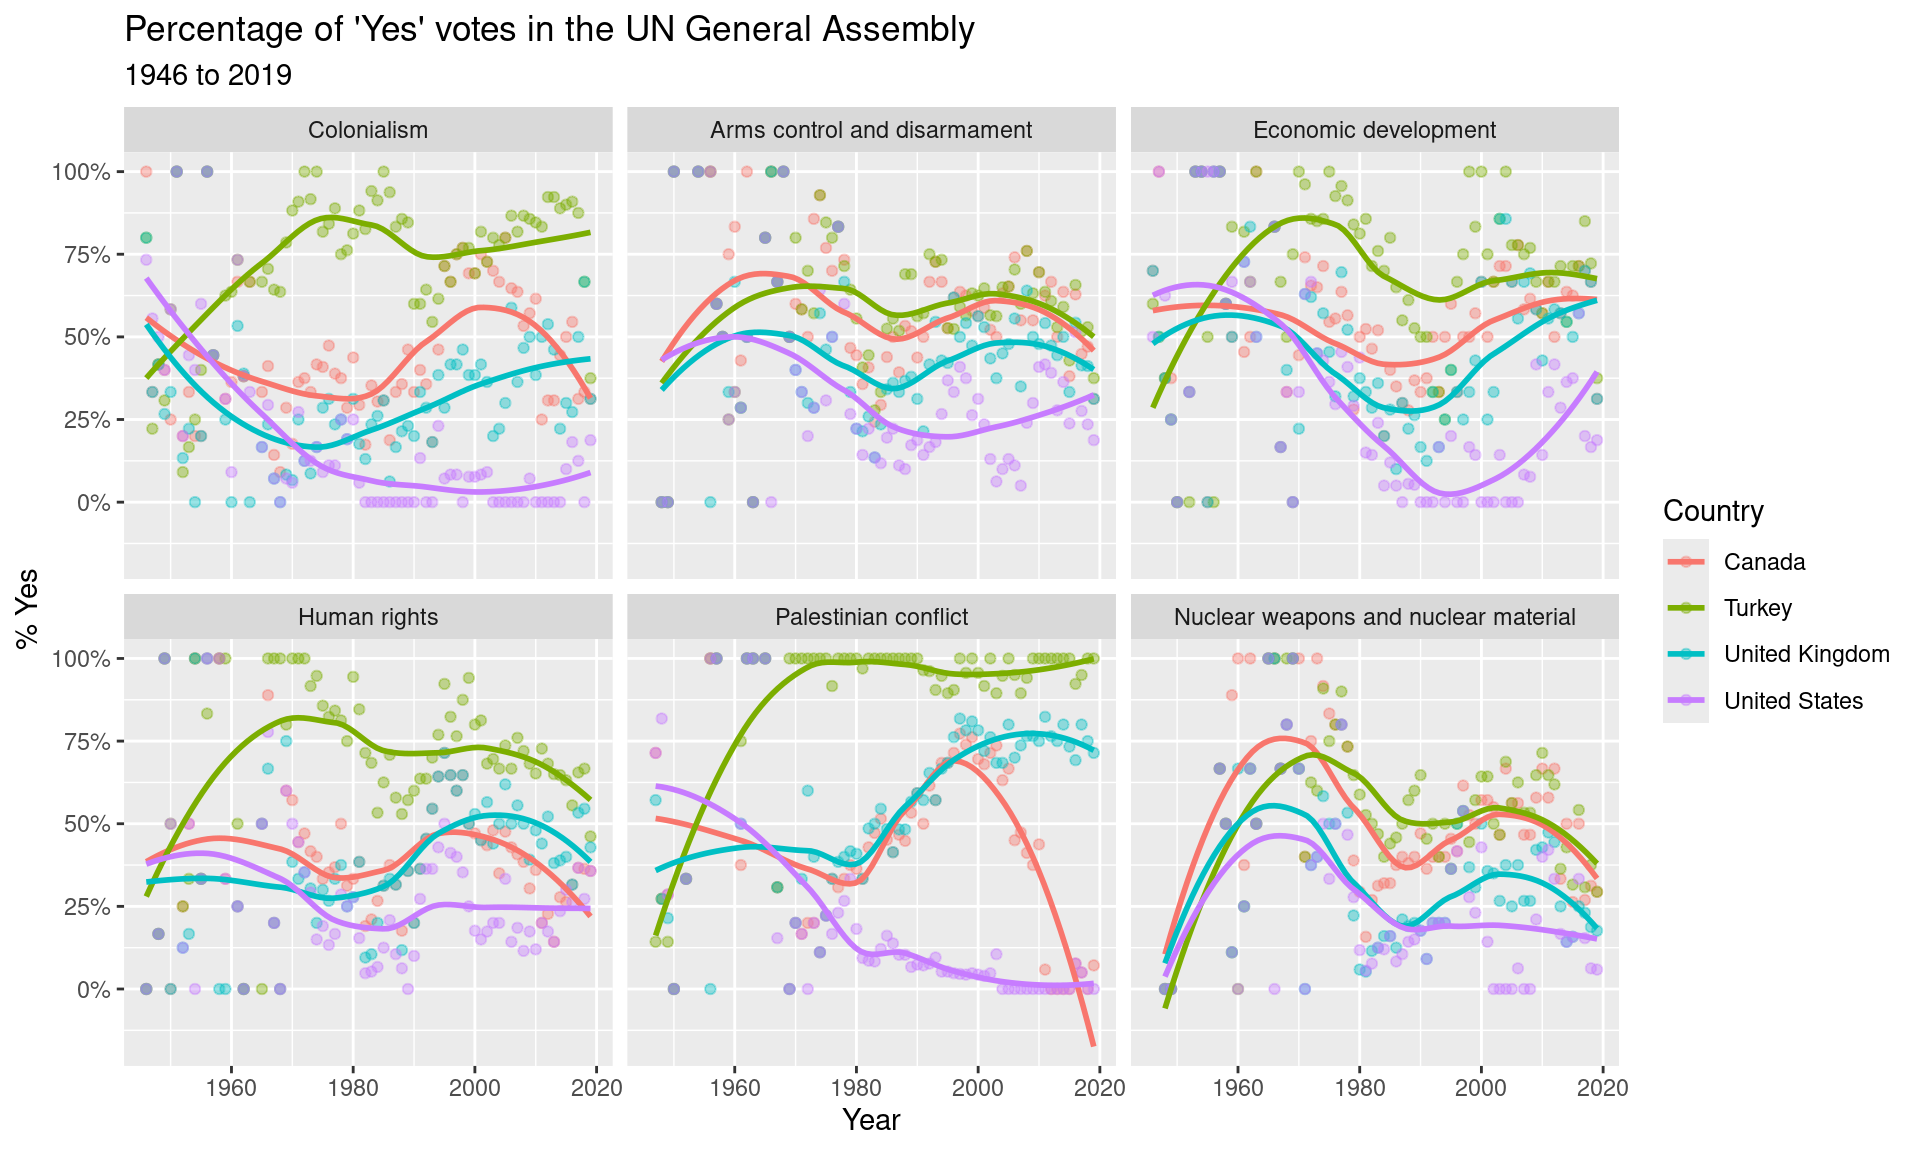 Percentage of 'Yes' votes in the UN General Assembly
1946 to 2019
Colonialism
Arms control and disarmament
Economic development
100%
75%
50%
25%
0%
Human rights
Palestinian conflict
Nuclear weapons and nuclear material
100%
75%
50%
25%
0%
% Yes
1960 1980 2000 2020
1960 1980 2000 2020
1960 1980 2000 2020
Year
Country
Canada
Turkey
United Kingdom
United States